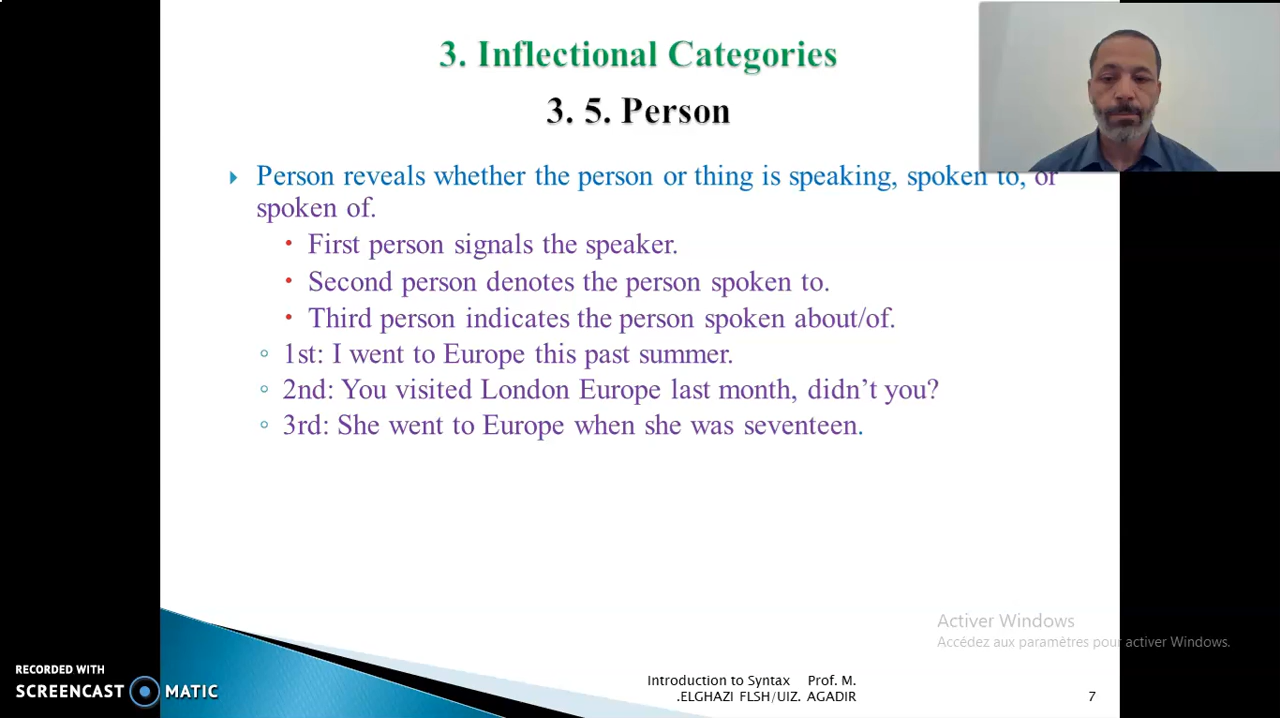 3. Inflectional Categories
3. 5. Person
Person reveals whether the person or thing is speaking, spoken to, or
spoken of.
First person signals the speaker.
Second person denotes the person spoken to.
Third person indicates the person spoken about/of.
1st: I went to Europe this past summer.
2nd: You visited London Europe last month, didn’t you?
3rd: She went to Europe when she was seventeen.
Activer Windows
Accédez aux paramètres pour activer Windows.
RECORDED WITH
SCREENCAST MATIC
Introduction to Syntax Prof. M.
.ELGHAZI FLSH/UIZ. AGADIR
7